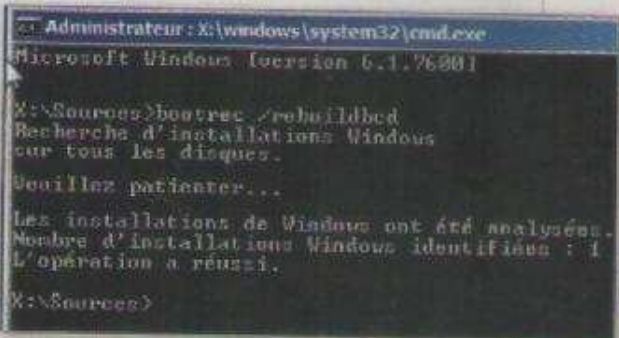 Administrateur : X:\windows\system32\cmd.exe
Microsoft Windows [version 6.1.7600]
X:\Sources>bootrec /rebuildbcd
Recherche d'installations Windows
sur tous les disques.
Veuillez patienter...
Les installations de Windows ont été analysées.
Nombre d'installations Windows identifiées : 1
L'opération a réussi.
X:\Sources>